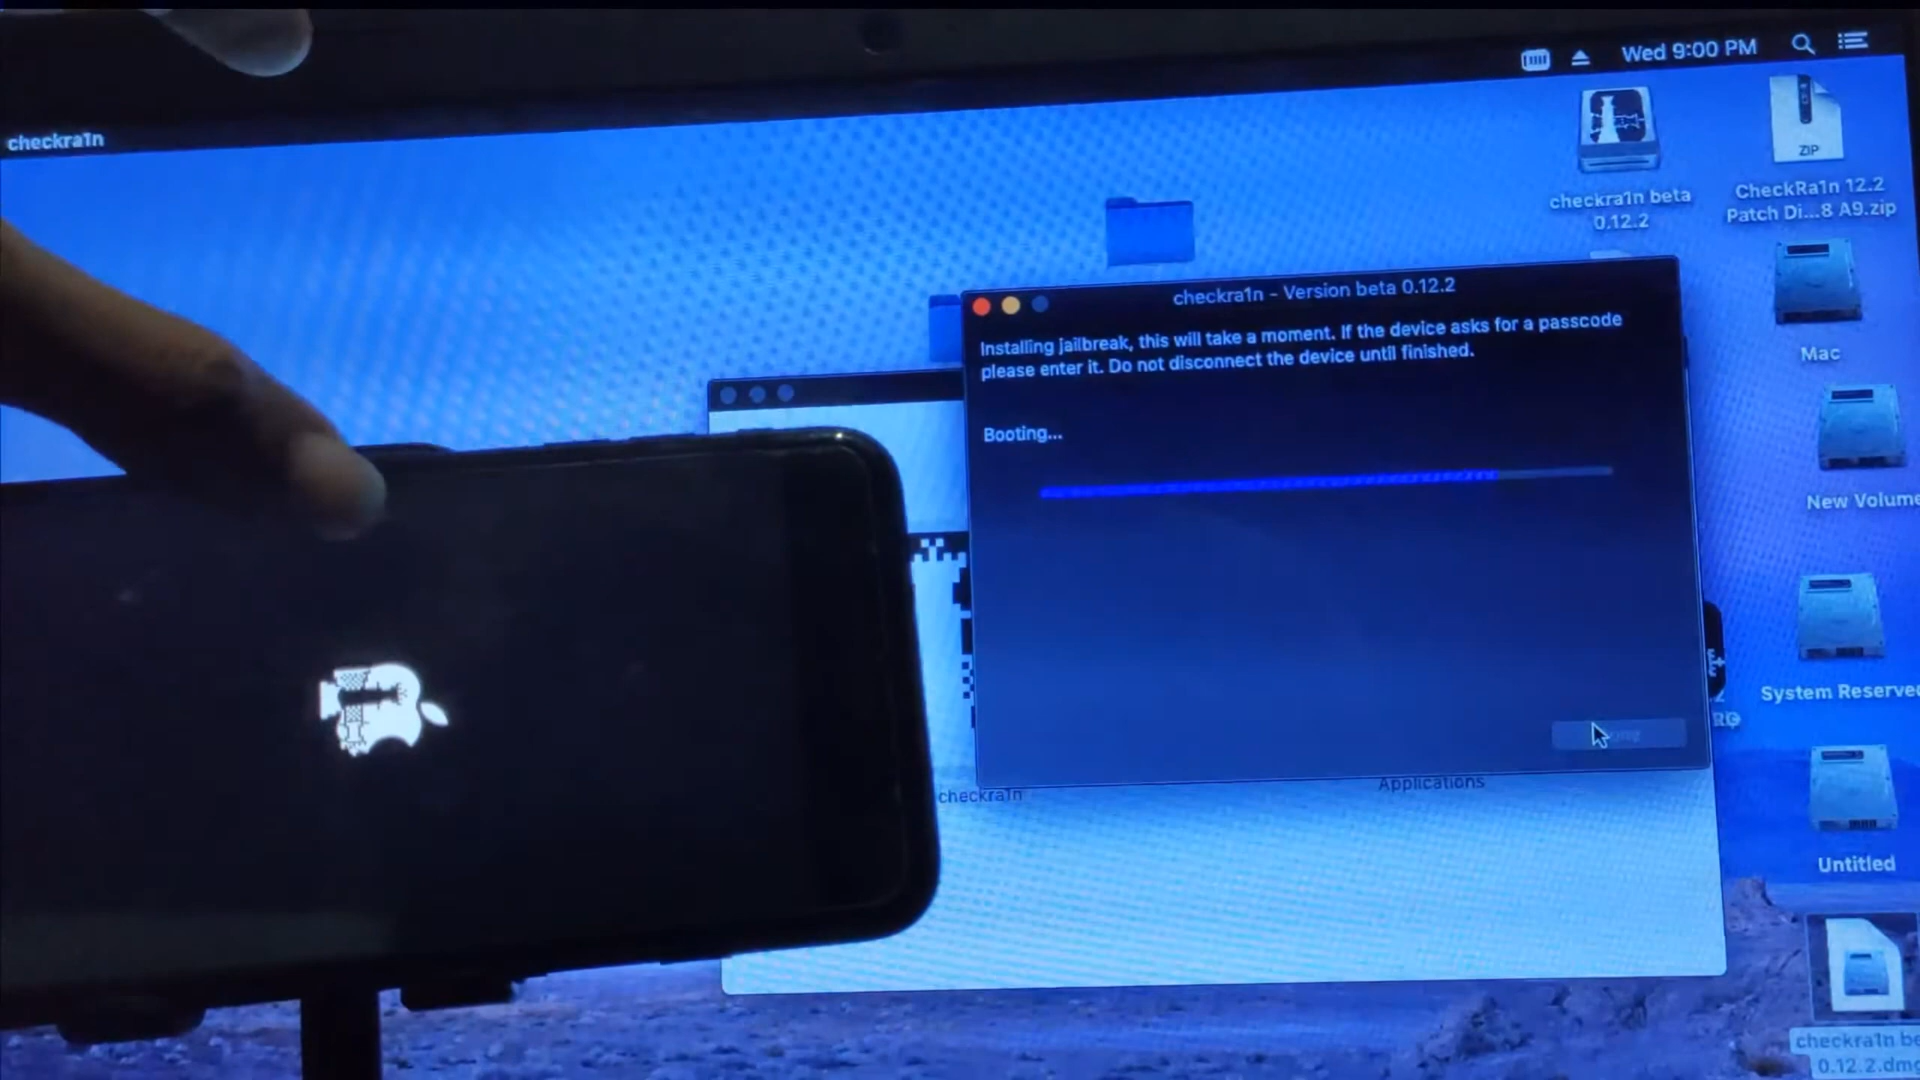 Wed 9:00 PM
checkra1n
checkra1n beta
0.12.2
ZIP
CheckRa1n 12.2
Patch Di...8 A9.zip
Mac
New Volume
System Reserved
Untitled
checkra1n be
0.12.2.dmg
checkra1n - Version beta 0.12.2
Installing jailbreak, this will take a moment. If the device asks for a passcode
please enter it. Do not disconnect the device until finished.
Booting...
checkra1n
Applications